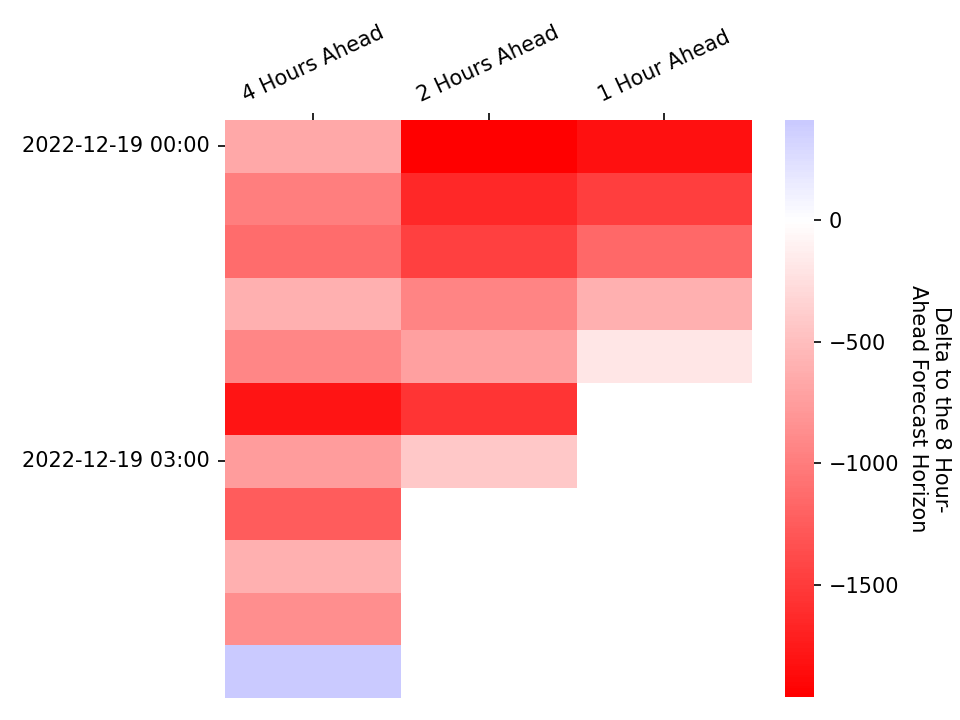 4 Hours Ahead
2 Hours Ahead
1 Hour Ahead
2022-12-19 00:00
2022-12-19 03:00
0
−500
−1000
−1500
Delta to the 8 Hour-
Ahead Forecast Horizon